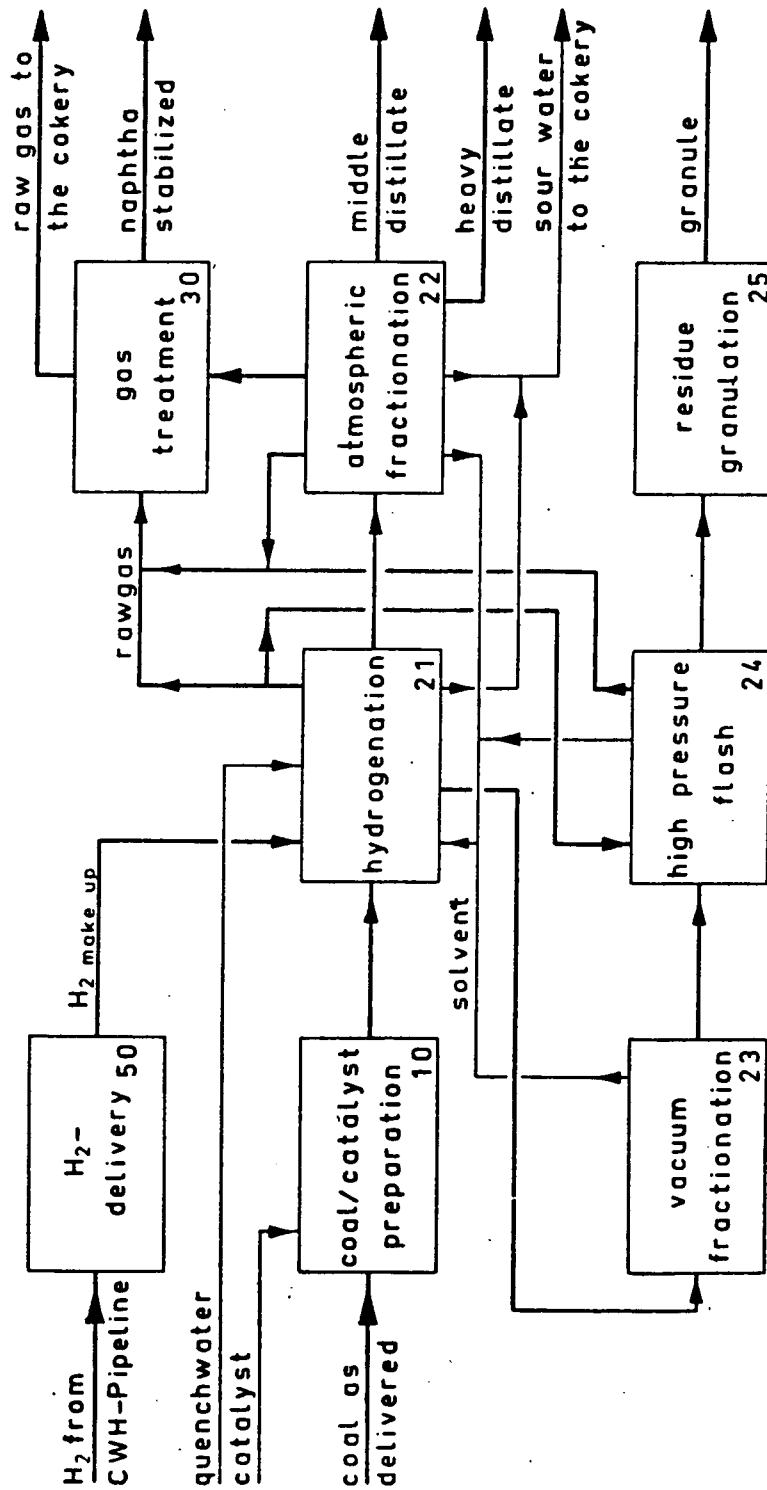 H2 from
CWH-Pipeline
H2-
delivery
50
H2 make up
quenchwater
catalyst
coal as
delivered
coal/catalyst
preparation
10
hydrogenation
21
rawgas
gas
treatment
30
raw gas to
the cokery
naphtha
stabilized
atmospheric
fractionation
22
middle
distillate
heavy
distillate
sour water
to the cokery
solvent
vacuum
fractionation
23
high pressure
flash
24
residue
granulation
25
granule